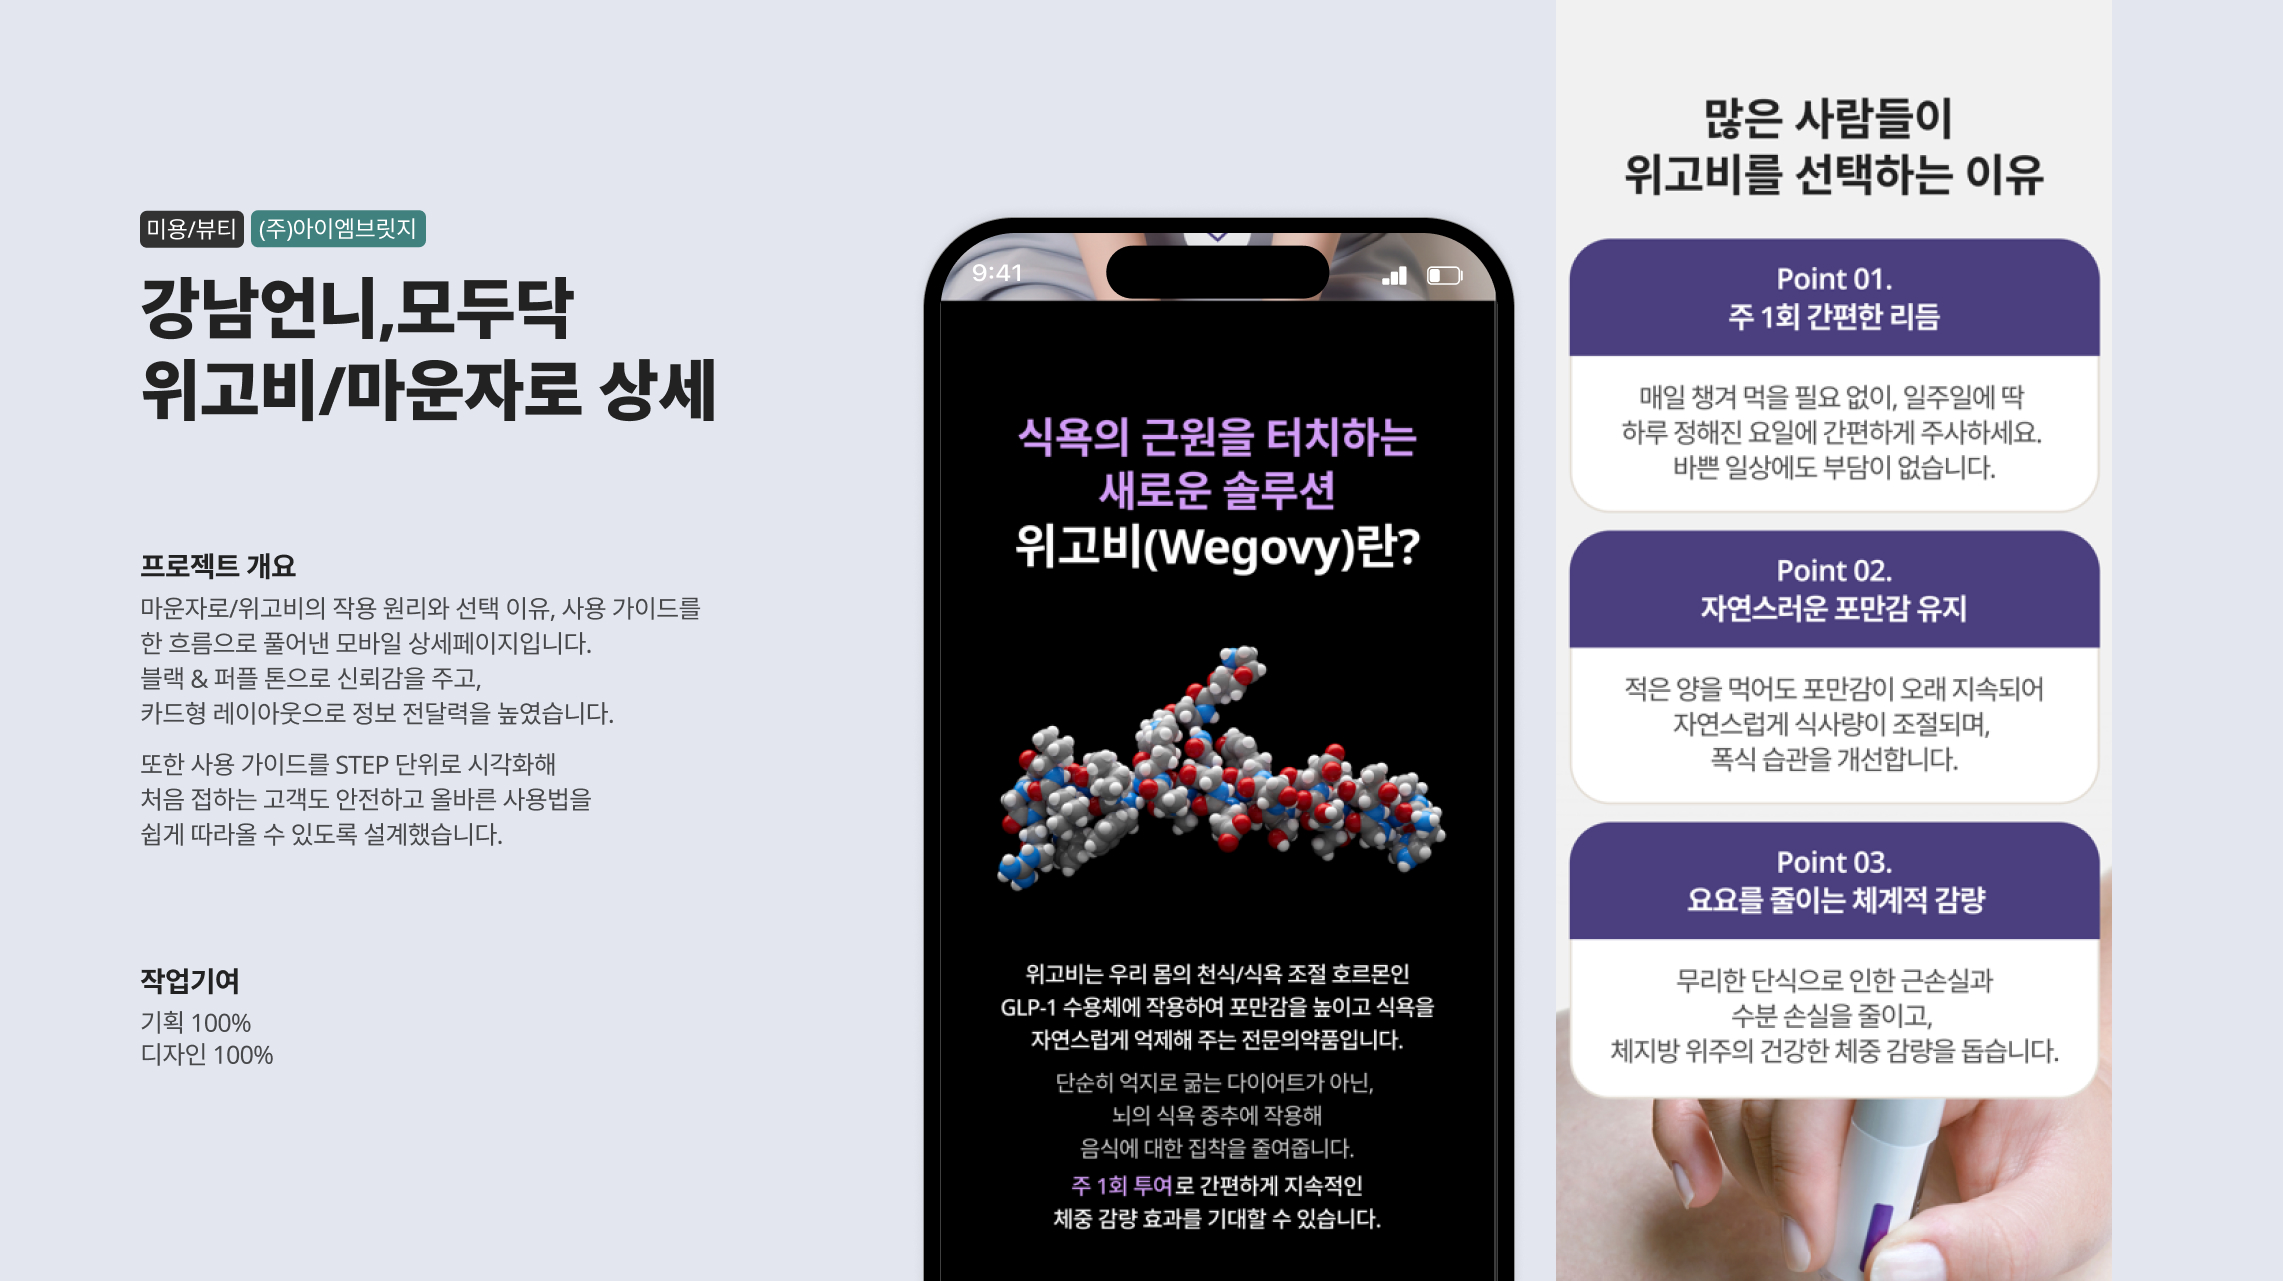 미용/뷰티
(주)아이엠브릿지
강남언니,모두닥
위고비/마운자로 상세
프로젝트 개요
마운자로/위고비의 작용 원리와 선택 이유, 사용 가이드를
한 흐름으로 풀어낸 모바일 상세페이지입니다.
블랙 & 퍼플 톤으로 신뢰감을 주고,
카드형 레이아웃으로 정보 전달력을 높였습니다.
또한 사용 가이드를 STEP 단위로 시각화해
처음 접하는 고객도 안전하고 올바른 사용법을
쉽게 따라올 수 있도록 설계했습니다.
작업기여
기획 100%
디자인 100%
9:41
식욕의 근원을 터치하는
새로운 솔루션
위고비(Wegovy)란?
위고비는 우리 몸의 천식/식욕 조절 호르몬인
GLP-1 수용체에 작용하여 포만감을 높이고 식욕을
자연스럽게 억제해 주는 전문의약품입니다.
단순히 억지로 굶는 다이어트가 아닌,
뇌의 식욕 중추에 작용해
음식에 대한 집착을 줄여줍니다.
주 1회 투여로 간편하게 지속적인
체중 감량 효과를 기대할 수 있습니다.
많은 사람들이
위고비를 선택하는 이유
Point 01.
주 1회 간편한 리듬
매일 챙겨 먹을 필요 없이, 일주일에 딱
하루 정해진 요일에 간편하게 주사하세요.
바쁜 일상에도 부담이 없습니다.
Point 02.
자연스러운 포만감 유지
적은 양을 먹어도 포만감이 오래 지속되어
자연스럽게 식사량이 조절되며,
폭식 습관을 개선합니다.
Point 03.
요요를 줄이는 체계적 감량
무리한 단식으로 인한 근손실과
수분 손실을 줄이고,
체지방 위주의 건강한 체중 감량을 돕습니다.